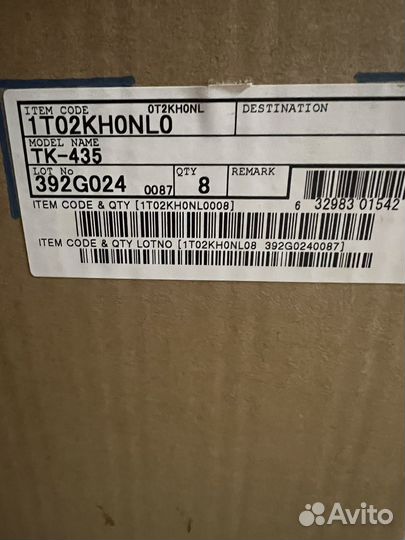 ITEM CODE 0T2KH0NL DESTINATION
1T02KH0NL0
MODEL NAME
TK-435
LOT No QTY REMARK
392G024 0087 8
ITEM CODE & QTY [1T02KH0NL0008] 6 32983 01542
ITEM CODE & QTY LOTNO [1T02KH0NL08 392G0240087]
Avito